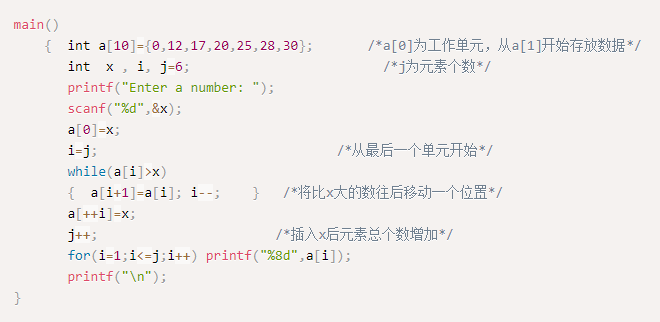 main()
{  int a[10]={0,12,17,20,25,28,30};       /*a[0]为工作单元，从a[1]开始存放数据*/
int  x , i, j=6;                         /*j为元素个数*/
printf("Enter a number: ");
scanf("%d",&x);
a[0]=x;
i=j;                               /*从最后一个单元开始*/
while(a[i]>x)
{  a[i+1]=a[i]; i--;    }   /*将比x大的数往后移动一个位置*/
a[++i]=x;
j++;                       /*插入x后元素总个数增加*/
for(i=1;i<=j;i++) printf("%8d",a[i]);
printf("\n");
}